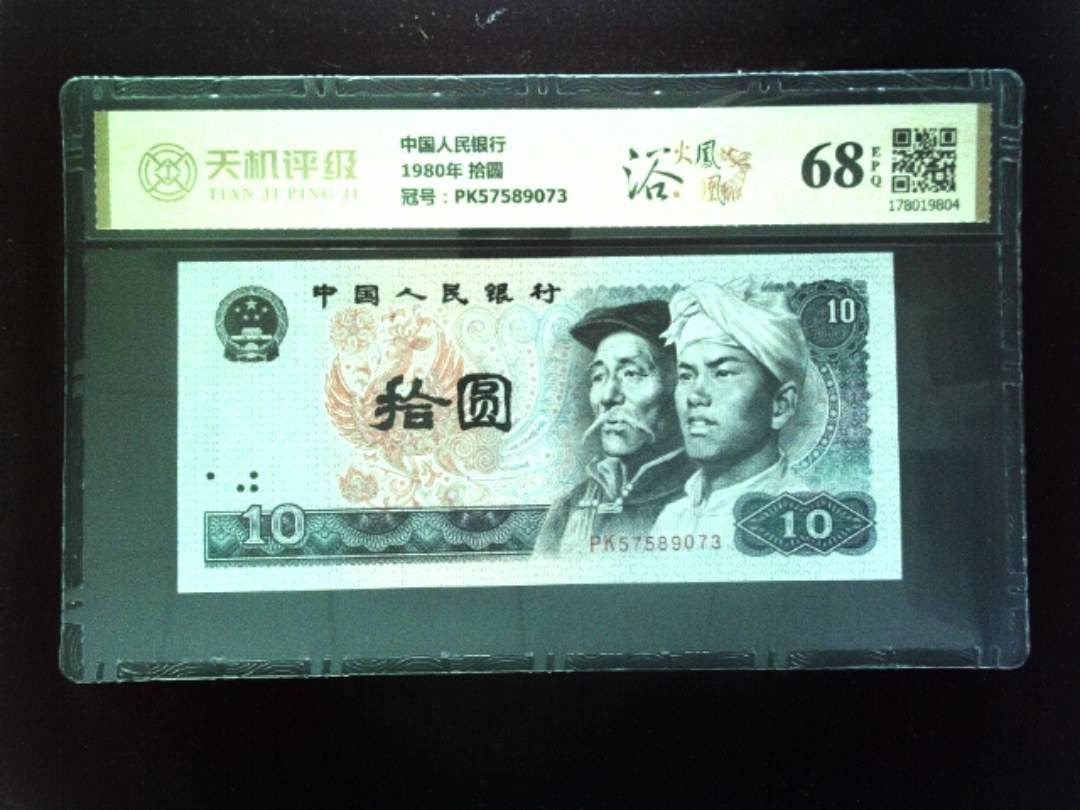 天机评级
TIAN JI PING JI
中国人民银行
1980年 拾圆
冠号：PK57589073
浴火凤凰
68
EPQ
178019804
中国人民银行
10
拾圆
10
PK57589073
10